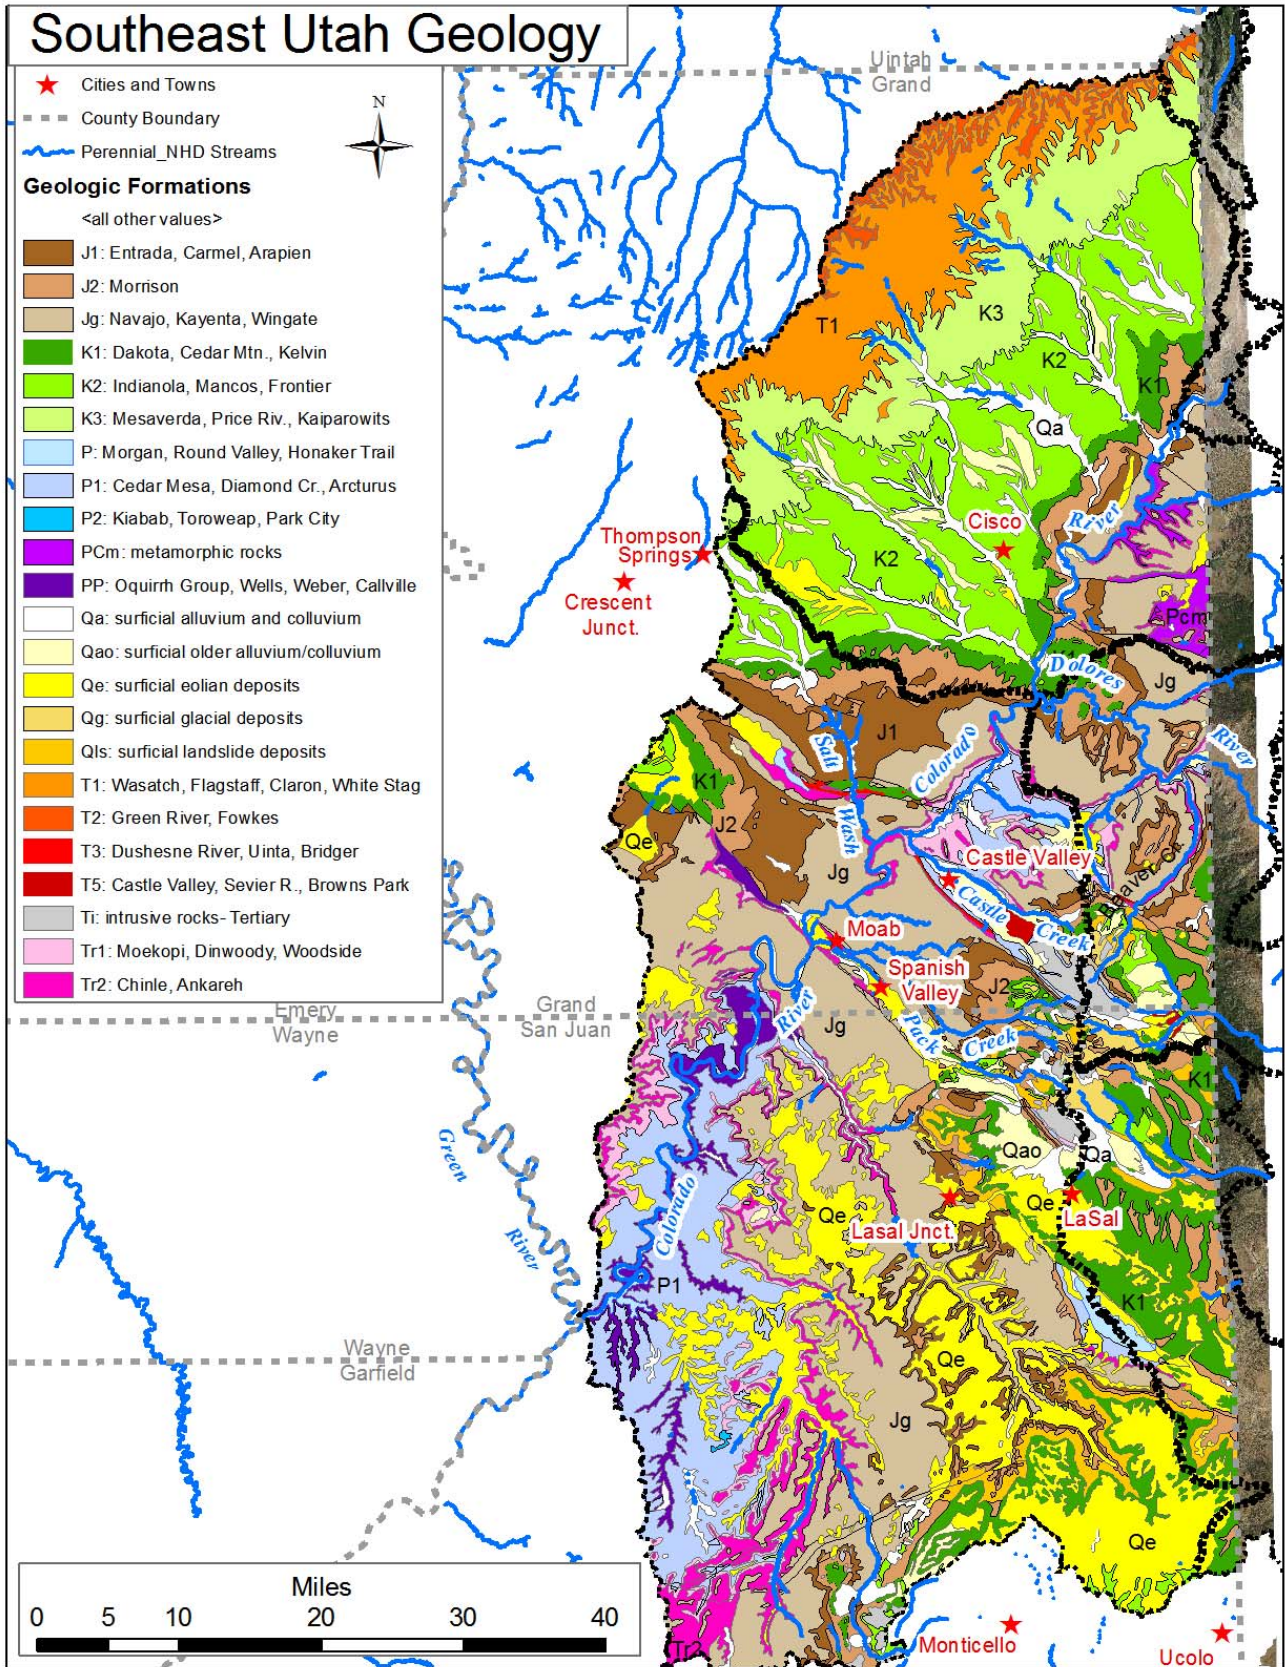 Southeast Utah Geology
Cities and Towns
County Boundary
Perennial_NHD Streams
N
Geologic Formations
<all other values>
J1: Entrada, Carmel, Arapien
J2: Morrison
Jg: Navajo, Kayenta, Wingate
K1: Dakota, Cedar Mtn., Kelvin
K2: Indianola, Mancos, Frontier
K3: Mesaverda, Price Riv., Kaiparowits
P: Morgan, Round Valley, Honaker Trail
P1: Cedar Mesa, Diamond Cr., Arcturus
P2: Kiabab, Toroweap, Park City
PCm: metamorphic rocks
PP: Oquirrh Group, Wells, Weber, Callville
Qa: surficial alluvium and colluvium
Qao: surficial older alluvium/colluvium
Qe: surficial eolian deposits
Qg: surficial glacial deposits
Qls: surficial landslide deposits
T1: Wasatch, Flagstaff, Claron, White Stag
T2: Green River, Fowkes
T3: Dushesne River, Uinta, Bridger
T5: Castle Valley, Sevier R., Browns Park
Ti: intrusive rocks- Tertiary
Tr1: Moekopi, Dinwoody, Woodside
Tr2: Chinle, Ankareh
Uintah
Grand
T1
K3
K2
K1
Qa
River
Cisco
Thompson
Springs
K2
Crescent
Junct.
Pcm
Dolores
Jg
J1
Salt
Colorado
River
K1
Wash
J2
Qe
Jg
Castle Valley
Beaver Cr.
Castle
Creek
Moab
Spanish
Valley
J2
Emery
Wayne
Grand
San Juan
River
Jg
Pack
Creek
K1
Green
River
Qao
Qa
Colorado
Qe
Qe
Lasal Jnct.
LaSal
P1
K1
Wayne
Garfield
Qe
Jg
Qe
Miles
0 5 10 20 30 40
Tr2
Monticello
Ucolo